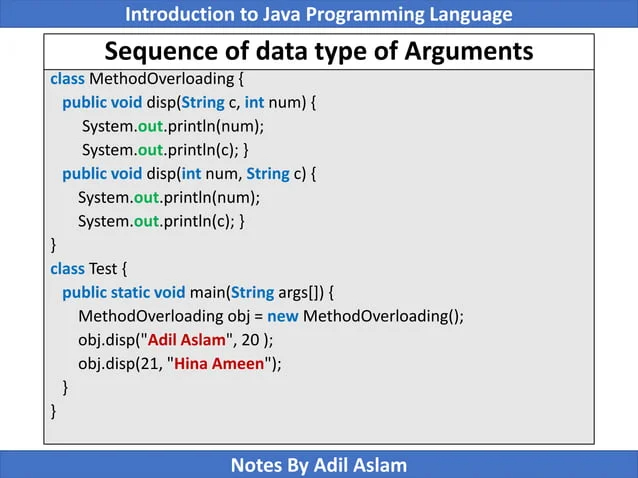 Introduction to Java Programming Language
Sequence of data type of Arguments
class MethodOverloading {
public void disp(String c, int num) {
System.out.println(num);
System.out.println(c); }
public void disp(int num, String c) {
System.out.println(num);
System.out.println(c); }
}
class Test {
public static void main(String args[]) {
MethodOverloading obj = new MethodOverloading();
obj.disp("Adil Aslam", 20 );
obj.disp(21, "Hina Ameen");
}
}
Notes By Adil Aslam